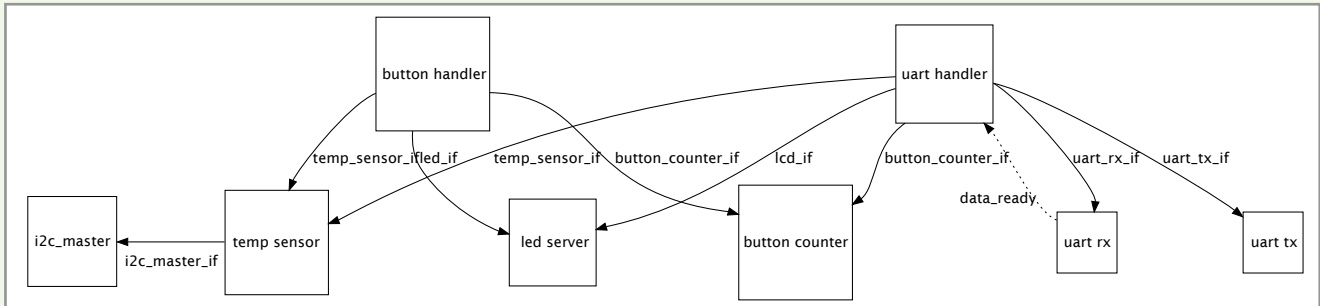 button handler
uart handler
temp_sensor_if
led_if
temp_sensor_if
button_counter_if
lcd_if
button_counter_if
uart_rx_if
uart_tx_if
data_ready
i2c_master
temp sensor
led server
button counter
uart rx
uart tx
i2c_master_if